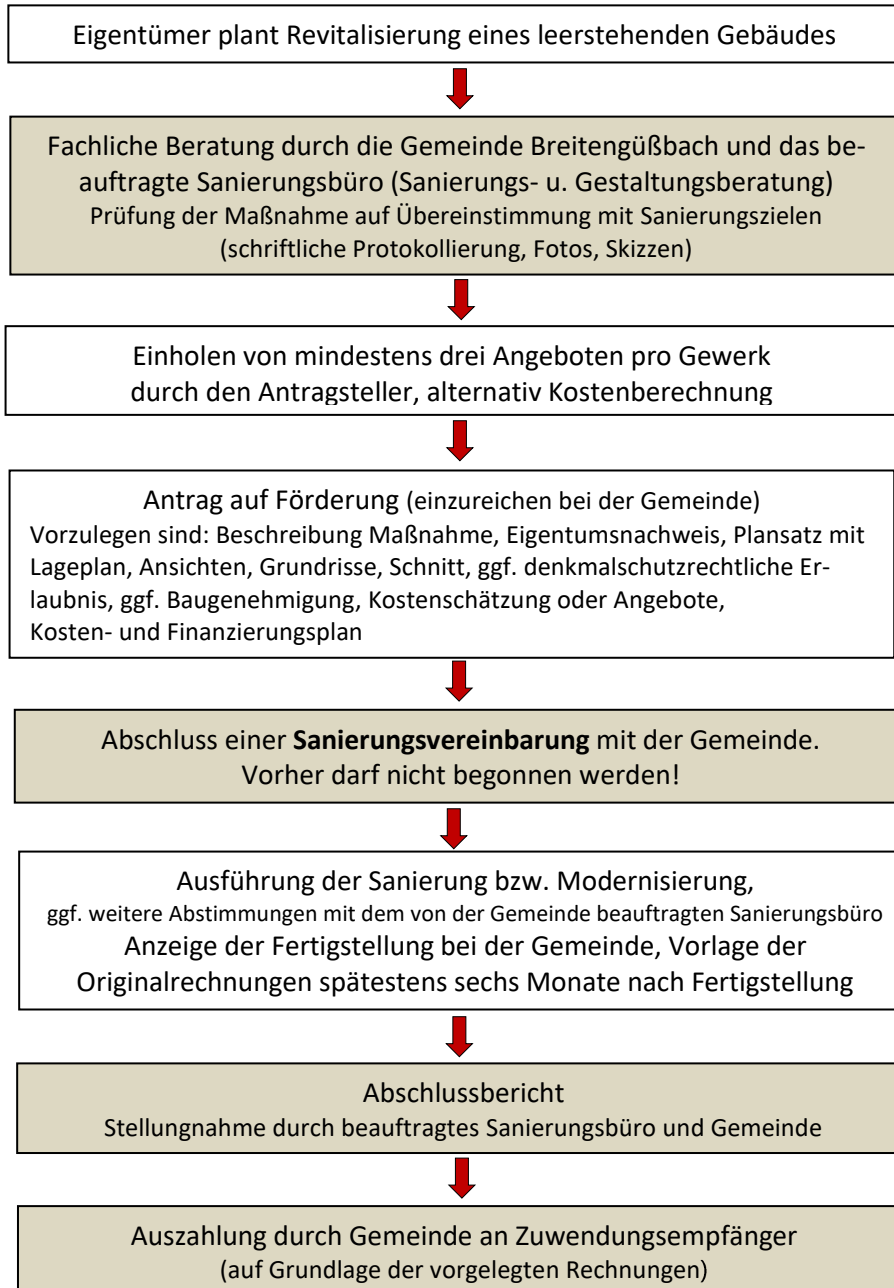 Eigentümer plant Revitalisierung eines leerstehenden Gebäudes
Fachliche Beratung durch die Gemeinde Breitengüßbach und das be-
auftragte Sanierungsbüro (Sanierungs- u. Gestaltungsberatung)
Prüfung der Maßnahme auf Übereinstimmung mit Sanierungszielen
(schriftliche Protokollierung, Fotos, Skizzen)
Einholen von mindestens drei Angeboten pro Gewerk
durch den Antragsteller, alternativ Kostenberechnung
Antrag auf Förderung (einzureichen bei der Gemeinde)
Vorzulegen sind: Beschreibung Maßnahme, Eigentumsnachweis, Plansatz mit
Lageplan, Ansichten, Grundrisse, Schnitt, ggf. denkmalschutzrechtliche Er-
laubnis, ggf. Baugenehmigung, Kostenschätzung oder Angebote,
Kosten- und Finanzierungsplan
Abschluss einer Sanierungsvereinbarung mit der Gemeinde.
Vorher darf nicht begonnen werden!
Ausführung der Sanierung bzw. Modernisierung,
ggf. weitere Abstimmungen mit dem von der Gemeinde beauftragten Sanierungsbüro
Anzeige der Fertigstellung bei der Gemeinde, Vorlage der
Originalrechnungen spätestens sechs Monate nach Fertigstellung
Abschlussbericht
Stellungnahme durch beauftragtes Sanierungsbüro und Gemeinde
Auszahlung durch Gemeinde an Zuwendungsempfänger
(auf Grundlage der vorgelegten Rechnungen)